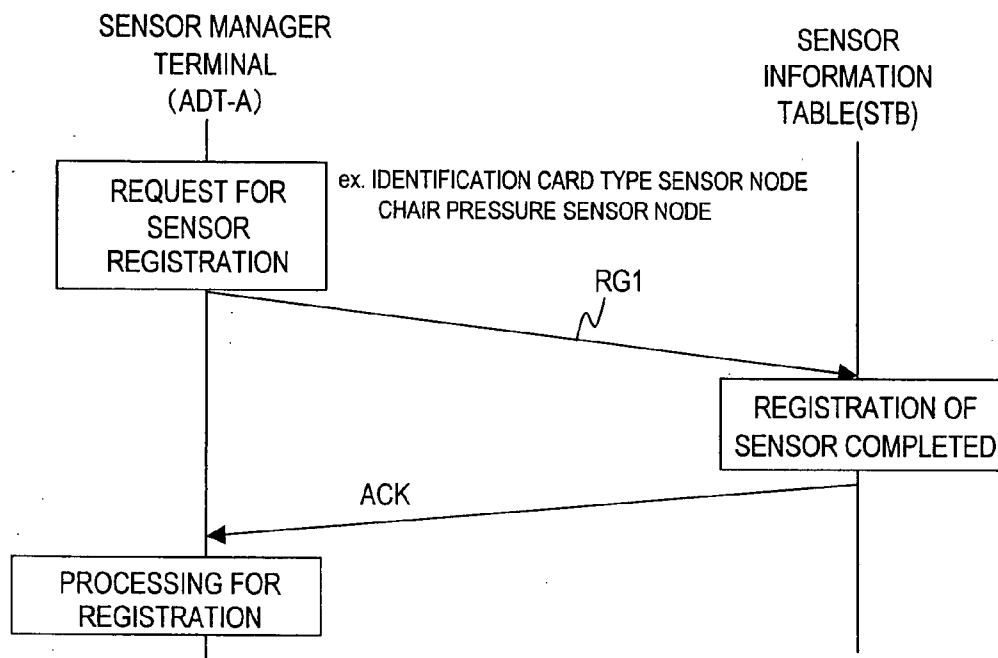 SENSOR MANAGER
TERMINAL
(ADT-A)
SENSOR
INFORMATION
TABLE(STB)
REQUEST FOR
SENSOR
REGISTRATION
ex. IDENTIFICATION CARD TYPE SENSOR NODE
CHAIR PRESSURE SENSOR NODE
RG1
REGISTRATION OF
SENSOR COMPLETED
ACK
PROCESSING FOR
REGISTRATION